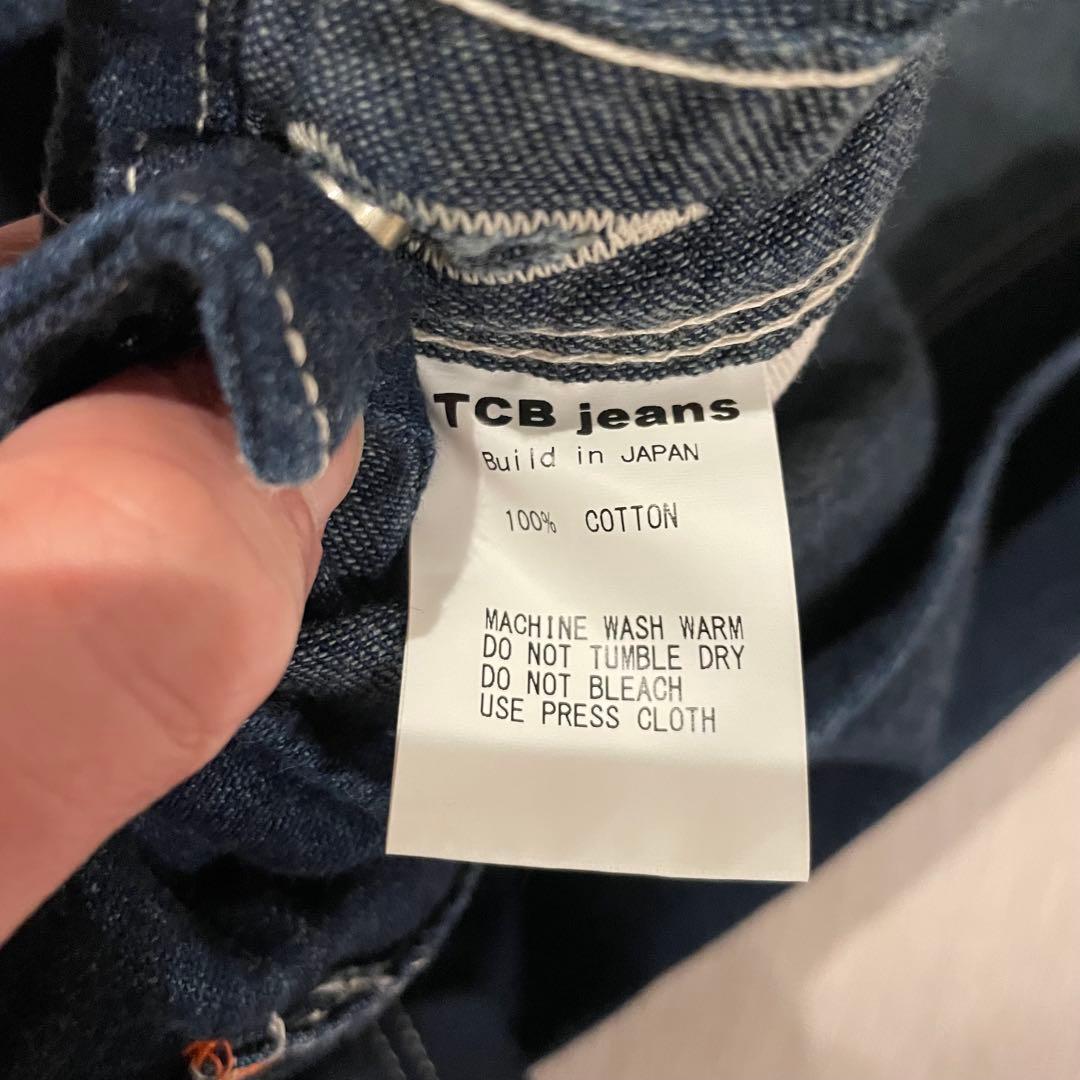 TCB jeans
Build in JAPAN
100% COTTON
MACHINE WASH WARM
DO NOT TUMBLE DRY
DO NOT BLEACH
USE PRESS CLOTH